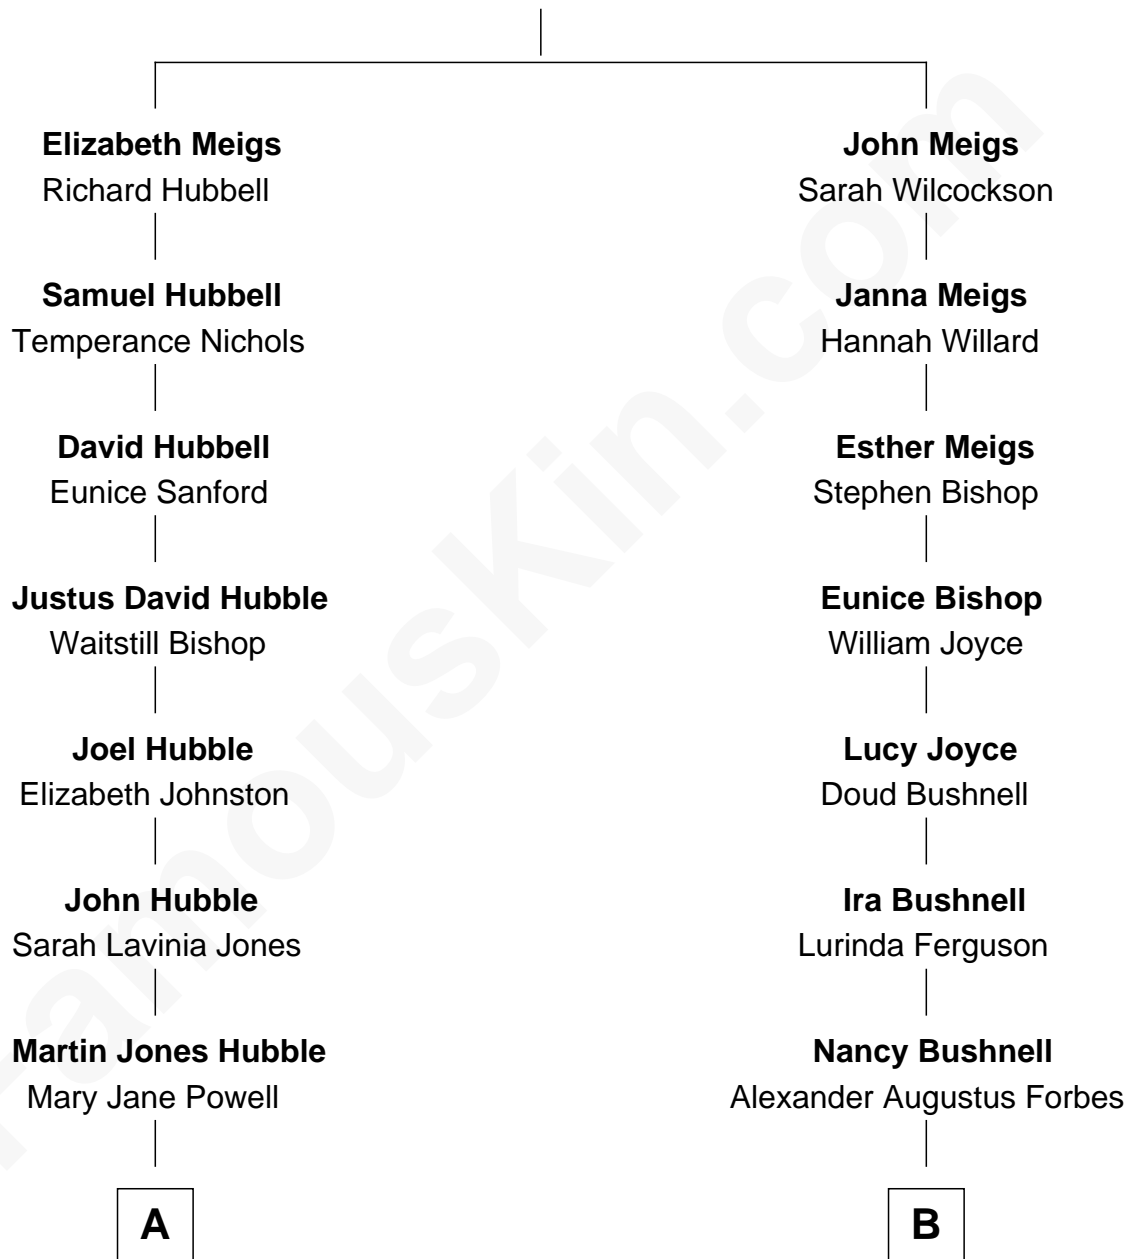 Elizabeth Meigs
Richard Hubbell
Samuel Hubbell
Temperance Nichols
David Hubbell
Eunice Sanford
Justus David Hubble
Waitstill Bishop
Joel Hubble
Elizabeth Johnston
John Hubble
Sarah Lavinia Jones
Martin Jones Hubble
Mary Jane Powell
A
John Meigs
Sarah Wilcockson
Janna Meigs
Hannah Willard
Esther Meigs
Stephen Bishop
Eunice Bishop
William Joyce
Lucy Joyce
Doud Bushnell
Ira Bushnell
Lurinda Ferguson
Nancy Bushnell
Alexander Augustus Forbes
B
FamousKin.com